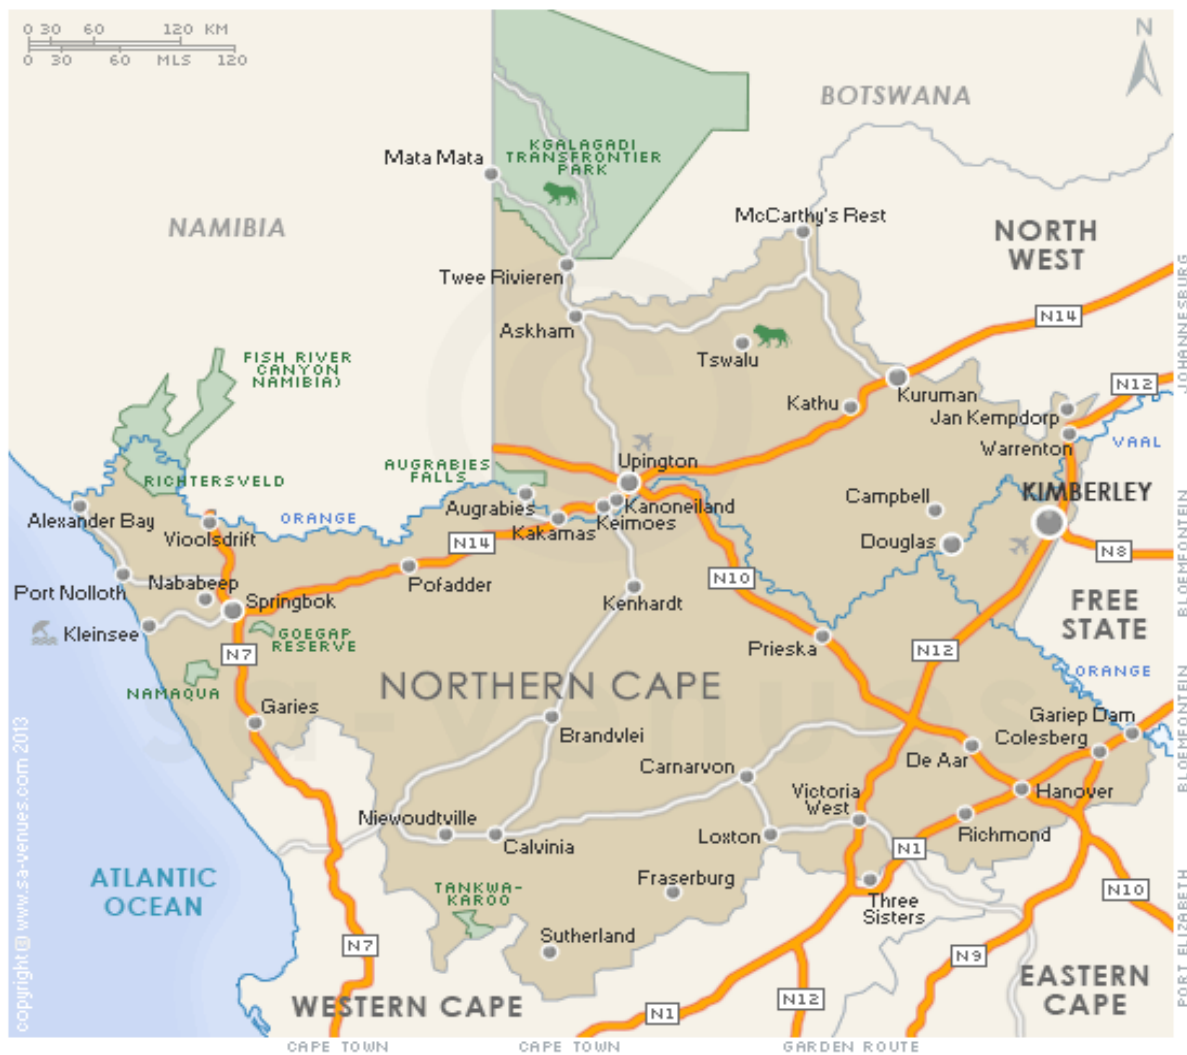 0 30 60 120 KM
0 30 60 MLS 120
N
BOTSWANA
KGALAGADI
TRANSFRONTIER
PARK
Mata Mata
NAMIBIA
McCarthy's Rest
NORTH
WEST
Twee Rivieren
Askham
N14
JOHANNESBURG
Tswalu
FISH RIVER
CANYON
NAMIBIA)
N12
Kuruman
Kathu
Jan Kempdorp
Warrenton
VAAL
AUGRABIES
FALLS
Upington
RICHTERSVELD
KIMBERLEY
Campbell
Augrabies
Kanoneiland
Keimoes
Kakamas
ORANGE
Alexander Bay
Vioolsdrift
N14
Douglas
N8
BLOEMFONTEIN
Pofadder
N10
Nababeep
Port Nolloth
Springbok
Kenhardt
FREE
STATE
Kleinsee
GOEGAP
RESERVE
N7
Prieska
N12
ORANGE
NAMAQUA
NORTHERN CAPE
sa-venues
Garies
Brandvlei
Gariep Dam
Colesberg
BLOEMFONTEIN
De Aar
Carnarvon
Victoria
West
Hanover
Niewoudtville
Calvinia
Loxton
Richmond
N1
ATLANTIC
OCEAN
TANKWA-
KAROO
Fraserburg
Three
Sisters
N10
PORT ELIZABETH
Sutherland
N7
N9
WESTERN CAPE
N1
N12
EASTERN
CAPE
copyright @ www.sa-venues.com 2013
CAPE TOWN
CAPE TOWN
GARDEN ROUTE